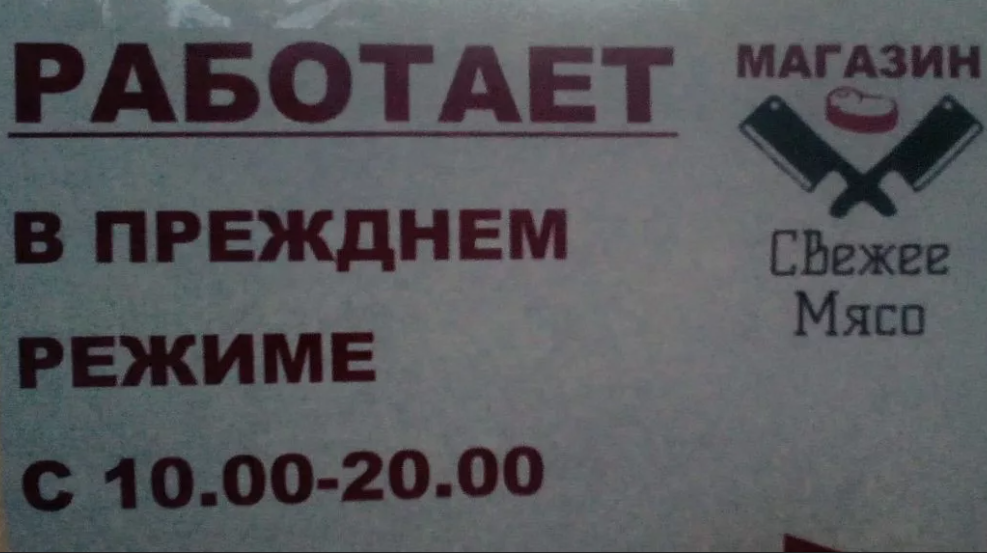 РАБОТАЕТ
В ПРЕЖДНЕМ
РЕЖИМЕ
С 10.00-20.00
МАГАЗИН
СВежее
Мясо